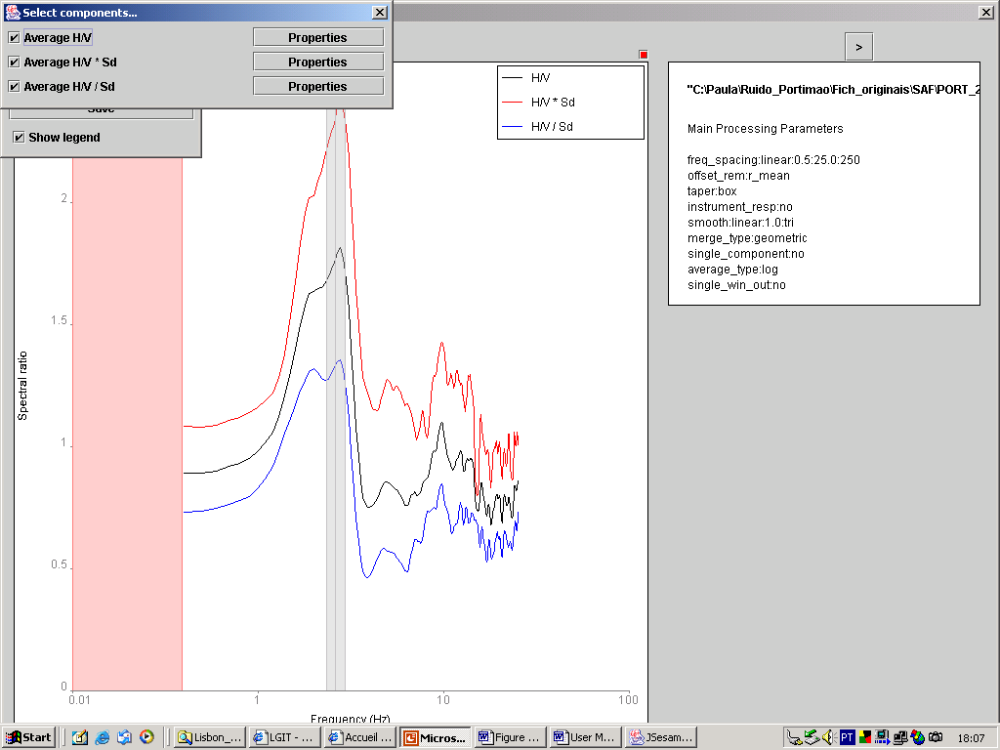 Select components...
Average H/V Properties
Average H/V * Sd Properties
Average H/V / Sd Properties
Show legend
H/V
H/V * Sd
H/V / Sd
>
"C:\Paula\Ruido_Portimao\Fich_originais\SAF\PORT_2
Main Processing Parameters
freq_spacing:linear:0.5:25.0:250
offset_rem:r_mean
taper:box
instrument_resp:no
smooth:linear:1.0:tri
merge_type:geometric
single_component:no
average_type:log
single_win_out:no
2
1.5
1
0.5
0
Spectral ratio
0.01 1 10 100
Frequency (Hz)
Start Lisbon_... LGIT - ... Accueil ... Micros... Figure ... User M... JSesam... PT 18:07